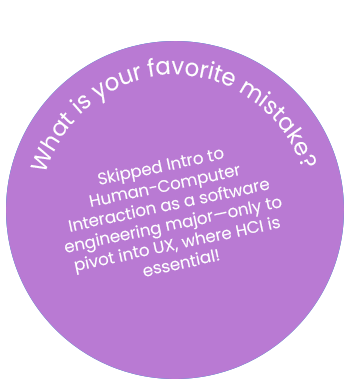 What is your favorite mistake?
Skipped Intro to
Human-Computer
Interaction as a software
engineering major—only to
pivot into UX, where HCI is
essential!